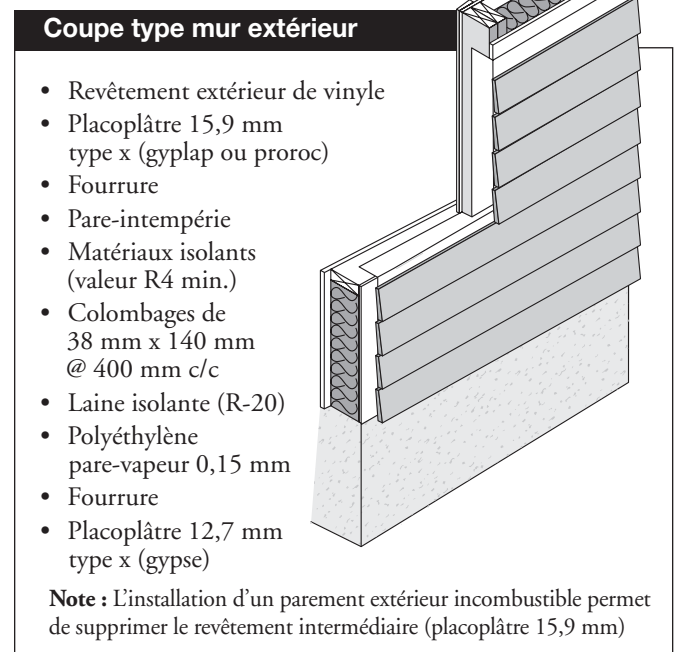 Coupe type mur extérieur
• Revêtement extérieur de vinyle
• Placoplâtre 15,9 mm
type x (gyplap ou proroc)
• Fourrure
• Pare-intempérie
• Matériaux isolants
(valeur R4 min.)
• Colombages de
38 mm x 140 mm
@ 400 mm c/c
• Laine isolante (R-20)
• Polyéthylène
pare-vapeur 0,15 mm
• Fourrure
• Placoplâtre 12,7 mm
type x (gypse)
Note : L’installation d’un parement extérieur incombustible permet
de supprimer le revêtement intermédiaire (placoplâtre 15,9 mm)